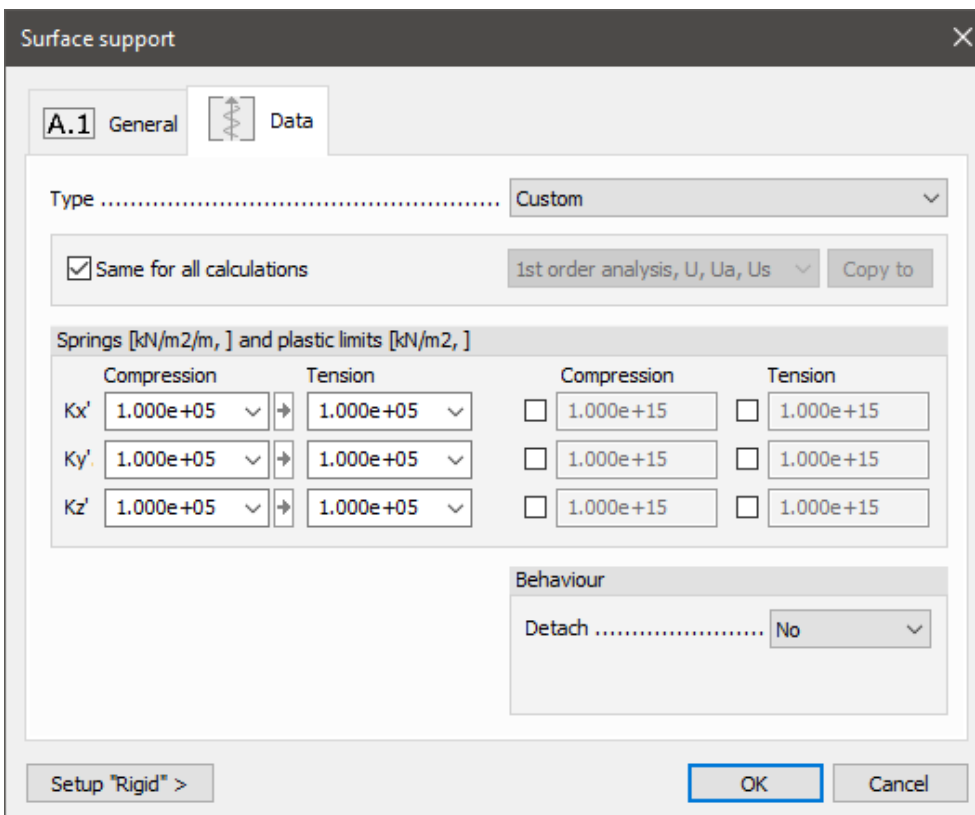 Surface support
A.1 General Data
Type ..................................................... Custom
Same for all calculations 1st order analysis, U, Ua, Us Copy to
Springs [kN/m2/m, ] and plastic limits [kN/m2, ]
Compression Tension Compression Tension
Kx' 1.000e+05 1.000e+05 1.000e+15 1.000e+15
Ky' 1.000e+05 1.000e+05 1.000e+15 1.000e+15
Kz' 1.000e+05 1.000e+05 1.000e+15 1.000e+15
Behaviour
Detach ....................... No
Setup "Rigid" > OK Cancel